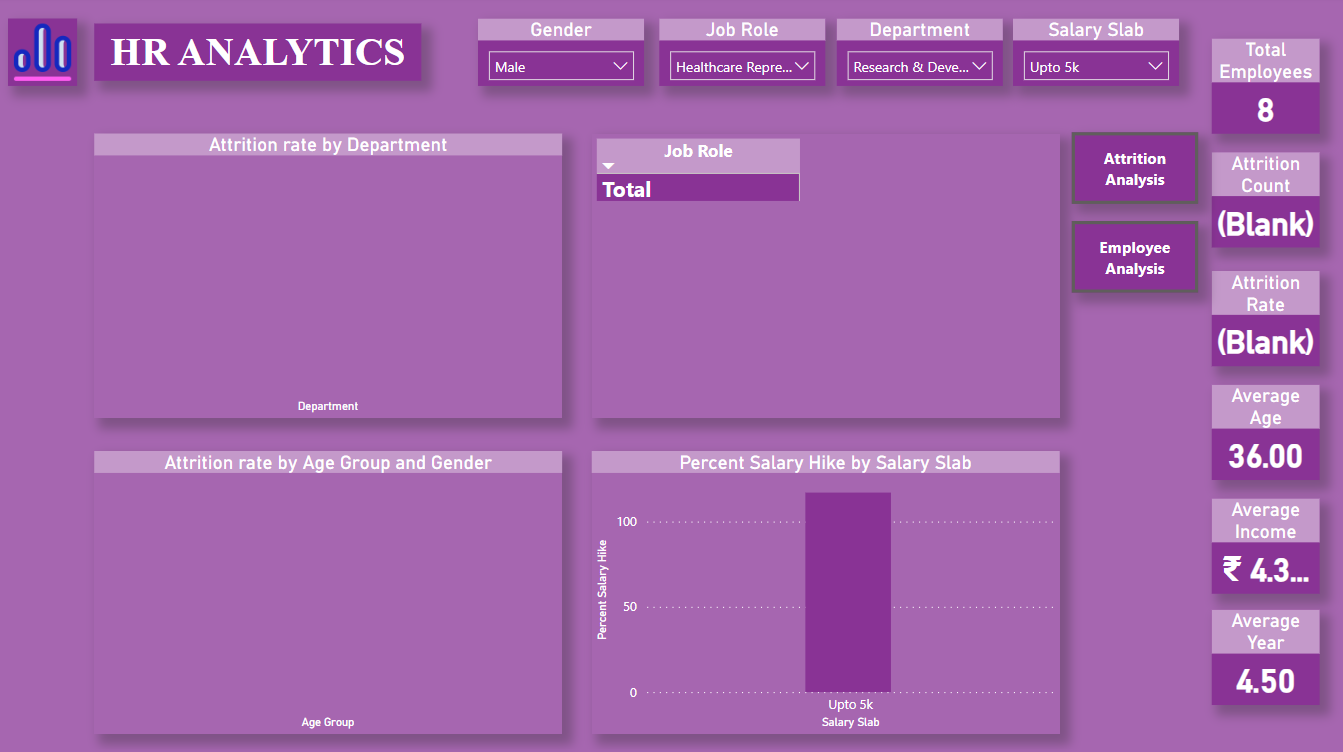 HR ANALYTICS
Gender
Male
Job Role
Healthcare Repre...
Department
Research & Deve...
Salary Slab
Upto 5k
Total
Employees
8
Attrition
Count
(Blank)
Attrition
Rate
(Blank)
Average
Age
36.00
Average
Income
₹ 4.3...
Average
Year
4.50
Attrition
Analysis
Employee
Analysis
Attrition rate by Department
Department
Job Role
Total
Attrition rate by Age Group and Gender
Age Group
Percent Salary Hike by Salary Slab
Percent Salary Hike
100
50
0
Upto 5k
Salary Slab